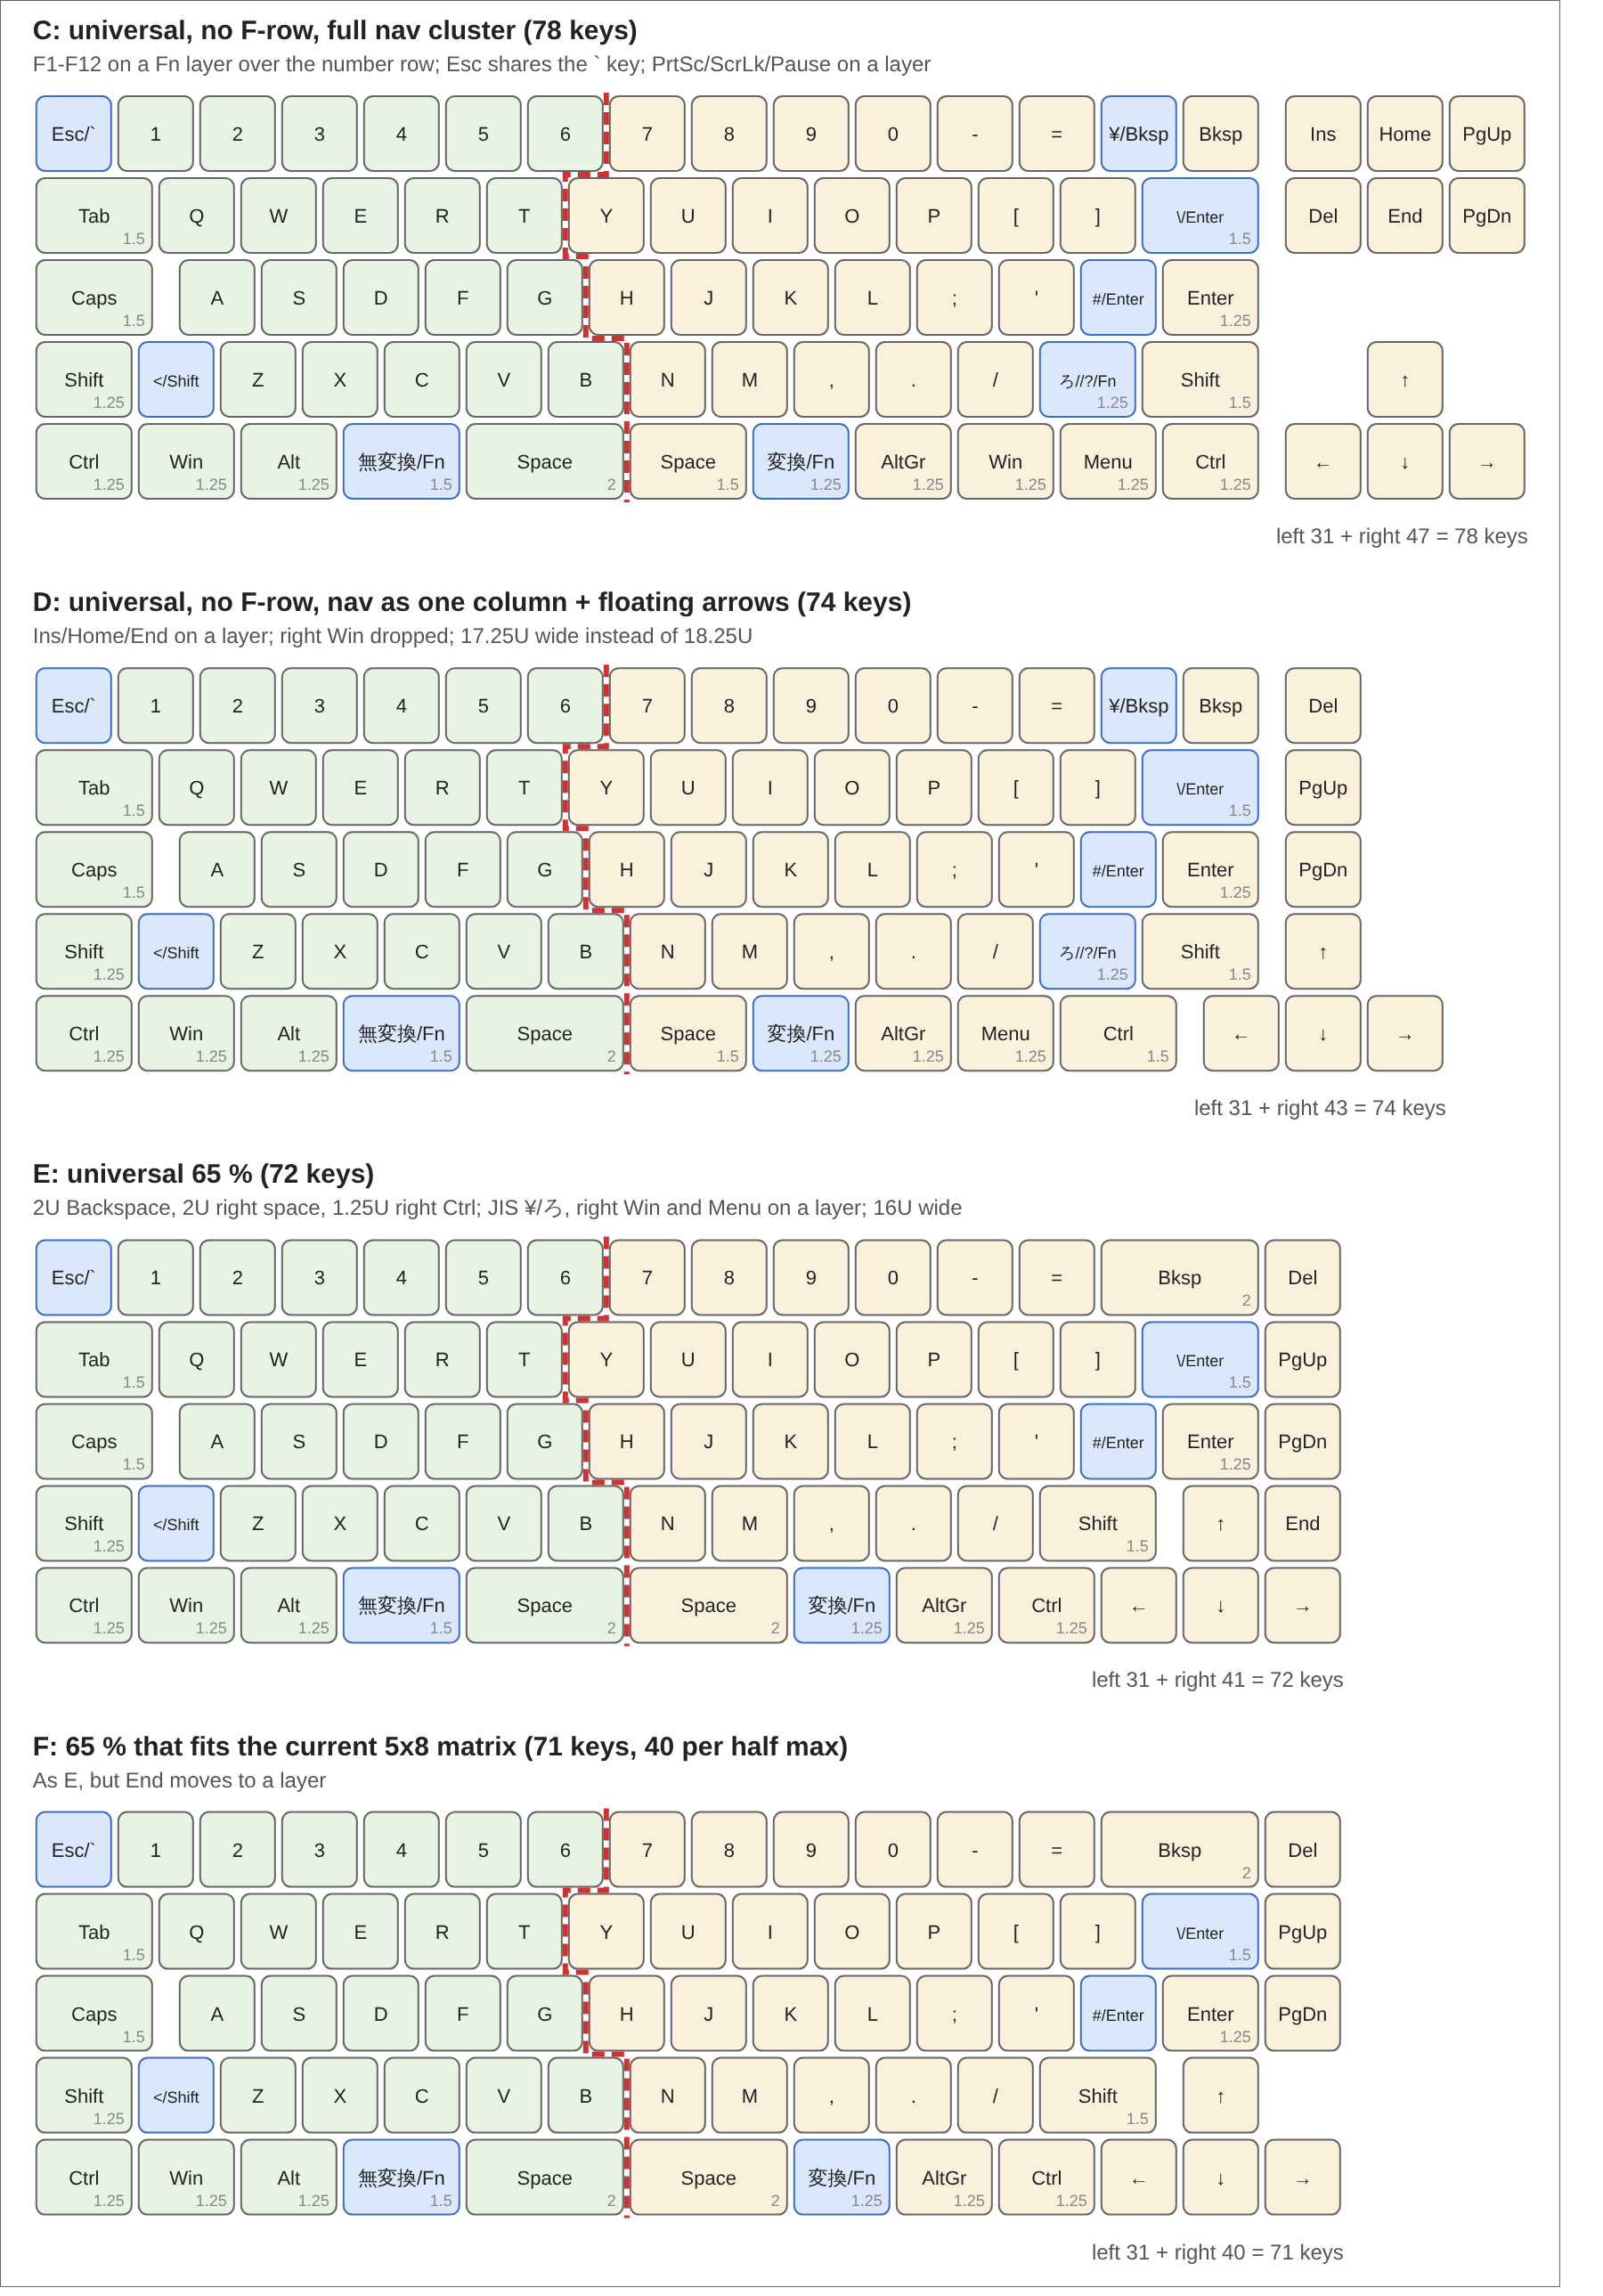 C: universal, no F-row, full nav cluster (78 keys)
F1-F12 on a Fn layer over the number row; Esc shares the ` key; PrtSc/ScrLk/Pause on a layer
Esc/` 1 2 3 4 5 6 7 8 9 0 - = ¥/Bksp Bksp Ins Home PgUp
Tab 1.5 Q W E R T Y U I O P [ ] \/Enter 1.5 Del End PgDn
Caps 1.5 A S D F G H J K L ; ' #/Enter Enter 1.25
Shift 1.25 </Shift Z X C V B N M , . / ろ//?/Fn 1.25 Shift 1.5 ↑
Ctrl 1.25 Win 1.25 Alt 1.25 無変換/Fn 1.5 Space 2 Space 1.5 変換/Fn 1.25 AltGr 1.25 Win 1.25 Menu 1.25 Ctrl 1.25 ← ↓ →
left 31 + right 47 = 78 keys
D: universal, no F-row, nav as one column + floating arrows (74 keys)
Ins/Home/End on a layer; right Win dropped; 17.25U wide instead of 18.25U
Esc/` 1 2 3 4 5 6 7 8 9 0 - = ¥/Bksp Bksp Del
Tab 1.5 Q W E R T Y U I O P [ ] \/Enter 1.5 PgUp
Caps 1.5 A S D F G H J K L ; ' #/Enter Enter 1.25 PgDn
Shift 1.25 </Shift Z X C V B N M , . / ろ//?/Fn 1.25 Shift 1.5 ↑
Ctrl 1.25 Win 1.25 Alt 1.25 無変換/Fn 1.5 Space 2 Space 1.5 変換/Fn 1.25 AltGr 1.25 Menu 1.25 Ctrl 1.5 ← ↓ →
left 31 + right 43 = 74 keys
E: universal 65 % (72 keys)
2U Backspace, 2U right space, 1.25U right Ctrl; JIS ¥/ろ, right Win and Menu on a layer; 16U wide
Esc/` 1 2 3 4 5 6 7 8 9 0 - = Bksp 2 Del
Tab 1.5 Q W E R T Y U I O P [ ] \/Enter 1.5 PgUp
Caps 1.5 A S D F G H J K L ; ' #/Enter Enter 1.25 PgDn
Shift 1.25 </Shift Z X C V B N M , . / Shift 1.5 ↑ End
Ctrl 1.25 Win 1.25 Alt 1.25 無変換/Fn 1.5 Space 2 Space 2 変換/Fn 1.25 AltGr 1.25 Ctrl 1.25 ← ↓ →
left 31 + right 41 = 72 keys
F: 65 % that fits the current 5x8 matrix (71 keys, 40 per half max)
As E, but End moves to a layer
Esc/` 1 2 3 4 5 6 7 8 9 0 - = Bksp 2 Del
Tab 1.5 Q W E R T Y U I O P [ ] \/Enter 1.5 PgUp
Caps 1.5 A S D F G H J K L ; ' #/Enter Enter 1.25 PgDn
Shift 1.25 </Shift Z X C V B N M , . / Shift 1.5 ↑
Ctrl 1.25 Win 1.25 Alt 1.25 無変換/Fn 1.5 Space 2 Space 2 変換/Fn 1.25 AltGr 1.25 Ctrl 1.25 ← ↓ →
left 31 + right 40 = 71 keys